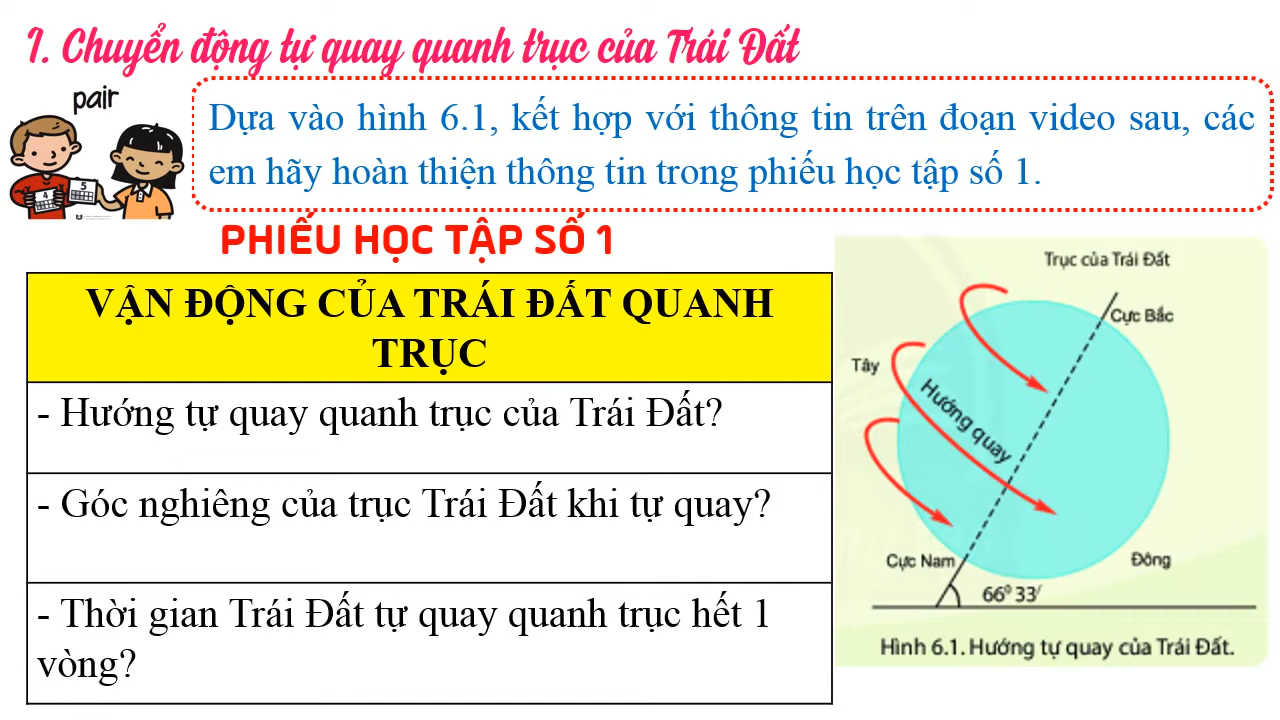 I. Chuyển động tự quay quanh trục của Trái Đất
pair
Dựa vào hình 6.1, kết hợp với thông tin trên đoạn video sau, các
em hãy hoàn thiện thông tin trong phiếu học tập số 1.
PHIẾU HỌC TẬP SỐ 1
VẬN ĐỘNG CỦA TRÁI ĐẤT QUANH
TRỤC
- Hướng tự quay quanh trục của Trái Đất?
- Góc nghiêng của trục Trái Đất khi tự quay?
- Thời gian Trái Đất tự quay quanh trục hết 1
vòng?
Trục của Trái Đất
Cực Bắc
Tây
Hướng quay
Cực Nam
Đông
66° 33'
Hình 6.1. Hướng tự quay của Trái Đất.